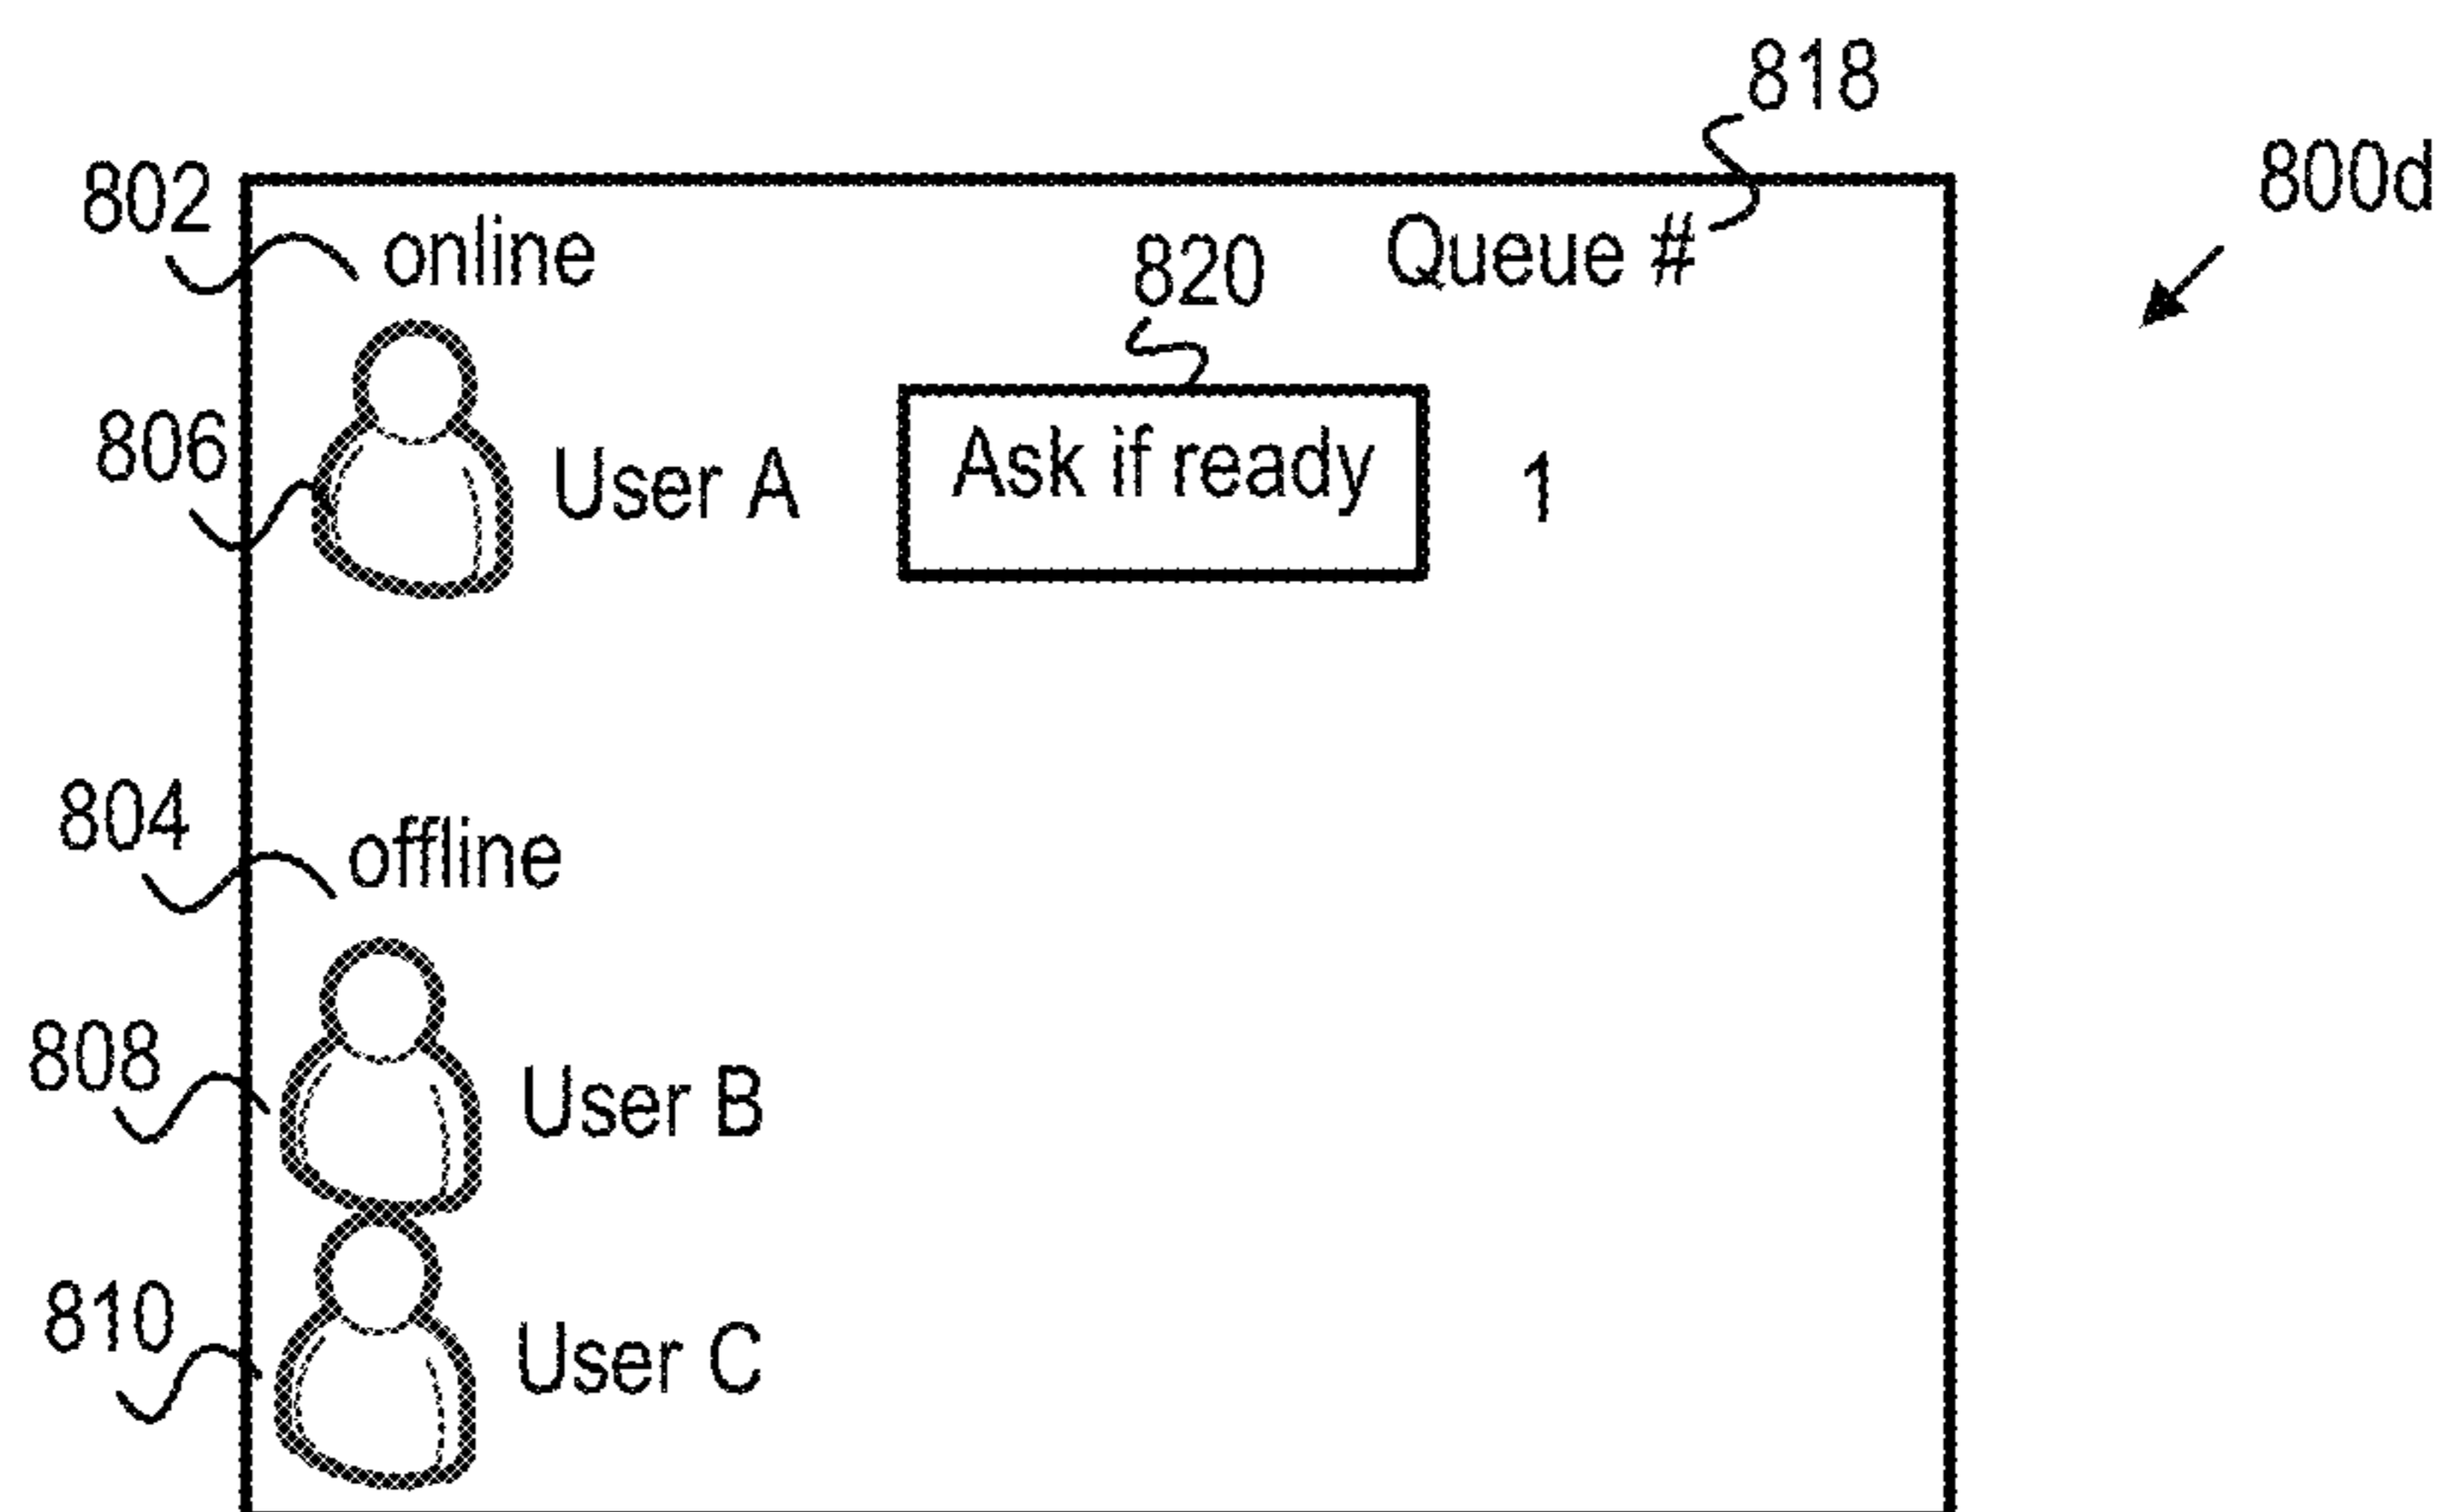 818
802
800d
online
820
Queue #
806
User A
Ask if ready
1
804
offline
808
User B
810
User C